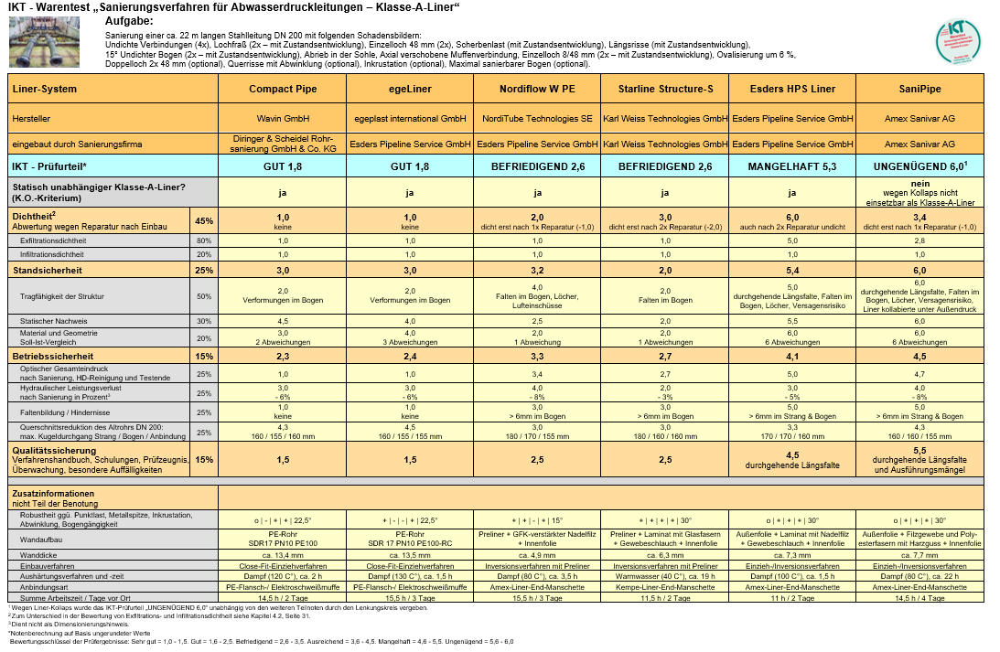 IKT - Warentest „Sanierungsverfahren für Abwasserdruckleitungen – Klasse-A-Liner“
Aufgabe:
Sanierung einer ca. 22 m langen Stahlleitung DN 200 mit folgenden Schadensbildern:
Undichte Verbindungen (4x), Lochfraß (2x – mit Zustandsentwicklung), Einzelloch 48 mm (2x), Scherbenlast (mit Zustandsentwicklung), Längsrisse (mit Zustandsentwicklung),
15° Undichter Bogen (2x – mit Zustandsentwicklung), Abrieb in der Sohle, Axial verschobene Muffenverbindung, Einzelloch 8/48 mm (2x – mit Zustandsentwicklung), Ovalisierung um 6 %,
Doppelloch 2x 48 mm (optional), Querrisse mit Abwinklung (optional), Inkrustation (optional), Maximal sanierbarer Bogen (optional).
IKT
Liner-System Compact Pipe egeLiner Nordiflow W PE Starline Structure-S Esders HPS Liner SaniPipe
Hersteller Wavin GmbH egeplast international GmbH NordiTube Technologies SE Karl Weiss Technologies GmbH Esders Pipeline Service GmbH Amex Sanivar AG
eingebaut durch Sanierungsfirma Diringer & Scheidel Rohr-
sanierung GmbH & Co. KG Esders Pipeline Service GmbH Esders Pipeline Service GmbH Karl Weiss Technologies GmbH Esders Pipeline Service GmbH Amex Sanivar AG
IKT - Prüfurteil* GUT 1,8 GUT 1,8 BEFRIEDIGEND 2,6 BEFRIEDIGEND 2,6 MANGELHAFT 5,3 UNGENÜGEND 6,0¹
Statisch unabhängiger Klasse-A-Liner?
(K.O.-Kriterium) ja ja ja ja ja nein
wegen Kollaps nicht
einsetzbar als Klasse-A-Liner
Dichtheit² 45% 1,0 1,0 2,0 3,0 6,0 3,4
Abwertung wegen Reparatur nach Einbau keine keine dicht erst nach 1x Reparatur (-1,0) dicht erst nach 2x Reparatur (-2,0) auch nach 2x Reparatur undicht dicht erst nach 1x Reparatur (-1,0)
Exfiltrationsdichtheit 80% 1,0 1,0 1,0 1,0 5,0 2,8
Infiltrationsdichtheit 20% 1,0 1,0 1,0 1,0 1,0 1,0
Standsicherheit 25% 3,0 3,0 3,2 2,0 5,4 6,0
Tragfähigkeit der Struktur 50% 2,0
Verformungen im Bogen 2,0
Verformungen im Bogen 4,0
Falten im Bogen, Löcher,
Lufteinschüsse 2,0
Falten im Bogen 5,0
durchgehende Längsfalte, Falten im
Bogen, Löcher, Versagensrisiko 6,0
durchgehende Längsfalte, Falten im
Bogen, Löcher, Versagensrisiko,
Liner kollabierte unter Außendruck
Statischer Nachweis 30% 4,5 4,0 2,5 2,0 5,5 6,0
Material und Geometrie 20% 3,0 4,0 2,0 2,0 6,0 6,0
Soll-Ist-Vergleich 2 Abweichungen 3 Abweichungen 1 Abweichung 1 Abweichungen 6 Abweichungen 6 Abweichungen
Betriebssicherheit 15% 2,3 2,4 3,3 2,7 4,1 4,5
Optischer Gesamteindruck
nach Sanierung, HD-Reinigung und Testende 25% 1,0 1,0 3,4 2,7 5,0 4,7
Hydraulischer Leistungsverlust 25% 3,0 3,0 4,0 2,0 3,0 4,0
nach Sanierung in Prozent³ - 6% - 6% - 8% - 3% - 5% - 8%
Faltenbildung / Hindernisse 25% 1,0
keine 1,0
keine 3,0
> 6mm im Bogen 3,0
> 6mm im Bogen 5,0
> 6mm im Strang & Bogen 5,0
> 6mm im Strang & Bogen
Querschnittsreduktion des Altrohrs DN 200: 25% 4,3 4,5 3,0 3,0 3,3 4,3
max. Kugeldurchgang Strang / Bogen / Anbindung 160 / 155 / 160 mm 160 / 155 / 155 mm 180 / 170 / 155 mm 180 / 160 / 160 mm 170 / 170 / 160 mm 160 / 160 / 155 mm
Qualitätssicherung
Verfahrenshandbuch, Schulungen, Prüfzeugnis,
Überwachung, besondere Auffälligkeiten 15% 1,5 1,5 2,5 2,5 4,5
durchgehende Längsfalte 5,5
durchgehende Längsfalte
und Ausführungsmängel
Zusatzinformationen
nicht Teil der Benotung
Robustheit ggü. Punktlast, Metallspitze, Inkrustation,
Abwinklung, Bogengängigkeit o | - | + | + | 22,5° + | - | + | + | 22,5° + | + | - | + | 15° + | + | + | + | 30° o | + | + | + | 30° o | + | + | + | 30°
Wandaufbau PE-Rohr
SDR17 PN10 PE100 PE-Rohr
SDR 17 PN10 PE100-RC Preliner + GFK-verstärkter Nadelfilz
+ Innenfolie Preliner + Laminat mit Glasfasern
+ Gewebeschlauch + Innenfolie Außenfolie + Laminat mit Nadelfilz
+ Gewebeschlauch + Innenfolie Außenfolie + Filzgewebe und Poly-
esterfasern mit Harzguss + Innenfolie
Wanddicke ca. 13,4 mm ca. 13,5 mm ca. 4,9 mm ca. 6,3 mm ca. 7,3 mm ca. 7,7 mm
Einbauverfahren Close-Fit-Einziehverfahren Close-Fit-Einziehverfahren Inversionsverfahren mit Preliner Inversionsverfahren mit Preliner Einzieh-/Inversionsverfahren Einzieh-/Inversionsverfahren
Aushärtungsverfahren und -zeit Dampf (120 C°), ca. 2 h Dampf (130 C°), ca. 1,5 h Dampf (80 C°), ca. 3,5 h Warmwasser (40 C°), ca. 19 h Dampf (100 C°), ca. 1,5 h Dampf (80 C°), ca. 22 h
Anbindungsart PE-Flansch-/ Elektroschweißmuffe PE-Flansch-/ Elektroschweißmuffe Amex-Liner-End-Manschette Kempe-Liner-End-Manschette Amex-Liner-End-Manschette Amex-Liner-End-Manschette
Summe Arbeitszeit / Tage vor Ort 14,5 h / 2 Tage 15,5 h / 3 Tage 15,5 h / 3 Tage 11,5 h / 2 Tage 11 h / 2 Tage 14,5 h / 4 Tage
¹ Wegen Liner-Kollaps wurde das IKT-Prüfurteil „UNGENÜGEND 6,0“ unabhängig von den weiteren Teilnoten durch den Lenkungskreis vergeben.
² Zum Unterschied in der Bewertung von Exfiltrations- und Infiltrationsdichtheit siehe Kapitel 4.2, Seite 31.
³ Dient nicht als Dimensionierungshinweis.
*Notenberechnung auf Basis ungerundeter Werte
Bewertungsschlüssel der Prüfergebnisse: Sehr gut = 1,0 - 1,5. Gut = 1,6 - 2,5. Befriedigend = 2,6 - 3,5. Ausreichend = 3,6 - 4,5. Mangelhaft = 4,6 - 5,5. Ungenügend = 5,6 - 6,0